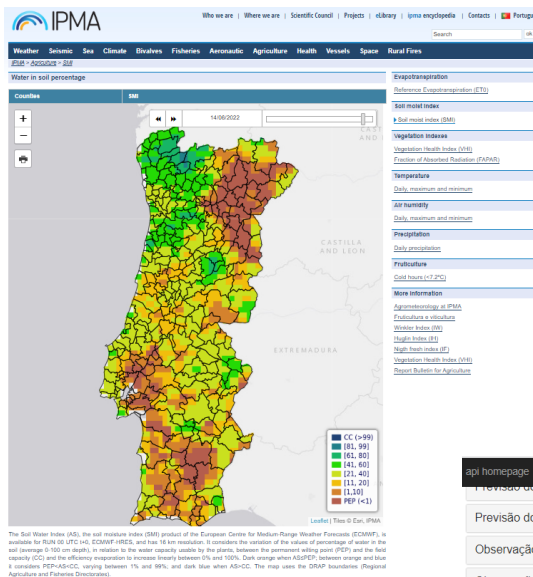 IPMA
Who we are | Where we are | Scientific Council | Projects | eLibrary | ipma encyclopedia | Contacts | Portugu
Search ok
Weather Seismic Sea Climate Bivalves Fisheries Aeronautic Agriculture Health Vessels Space Rural Fires
IPMA » Agriculture » SMI
Water in soil percentage
Counties SMI
+
−
14/08/2022
CAST
AND
CASTILLA
AND LEON
EXTREMADURA
CC (>99)
[81, 99]
[61, 80]
[41, 60]
[21, 40]
[11, 20]
[1,10]
PEP (<1)
Leaflet | Tiles © Esri, IPMA
The Soil Water Index (AS), the soil moisture index (SMI) product of the European Centre for Medium-Range Weather Forecasts (ECMWF), is
available for RUN 00 UTC (+0, ECMWF-HRES, and has 16 km resolution. It considers the variation of the values of percentage of water in the
soil (average 0-100 cm depth), in relation to the water capacity usable by the plants, between the permanent wilting point (PEP) and the field
capacity (CC) and the efficiency evaporation to increase linearly between 0% and 100%. Dark orange when AS≤PEP; between orange and blue
it considers PEP<AS<CC, varying between 1% and 99%; and dark blue when AS>CC. The map uses the DRAP boundaries (Regional
Agriculture and Fisheries Directorates).
Evapotranspiration
Reference Evapotranspiration (ET0)
Soil moist index
Soil moist index (SMI)
Vegetation Indexes
Vegetation Health Index (VHI)
Fraction of Absorbed Radiation (FAPAR)
Temperature
Daily, maximum and minimum
Air humidity
Daily, maximum and minimum
Precipitation
Daily precipitation
Fruticulture
Cold hours (<7.2ºC)
More Information
Agrometeorology at IPMA
Fruticultura e viticultura
Winkler Index (IW)
Huglin Index (IH)
Nigth fresh index (IF)
Vegetation Health Index (VHI)
Report Bulletin for Agriculture
api homepage
Previsão do
Observação